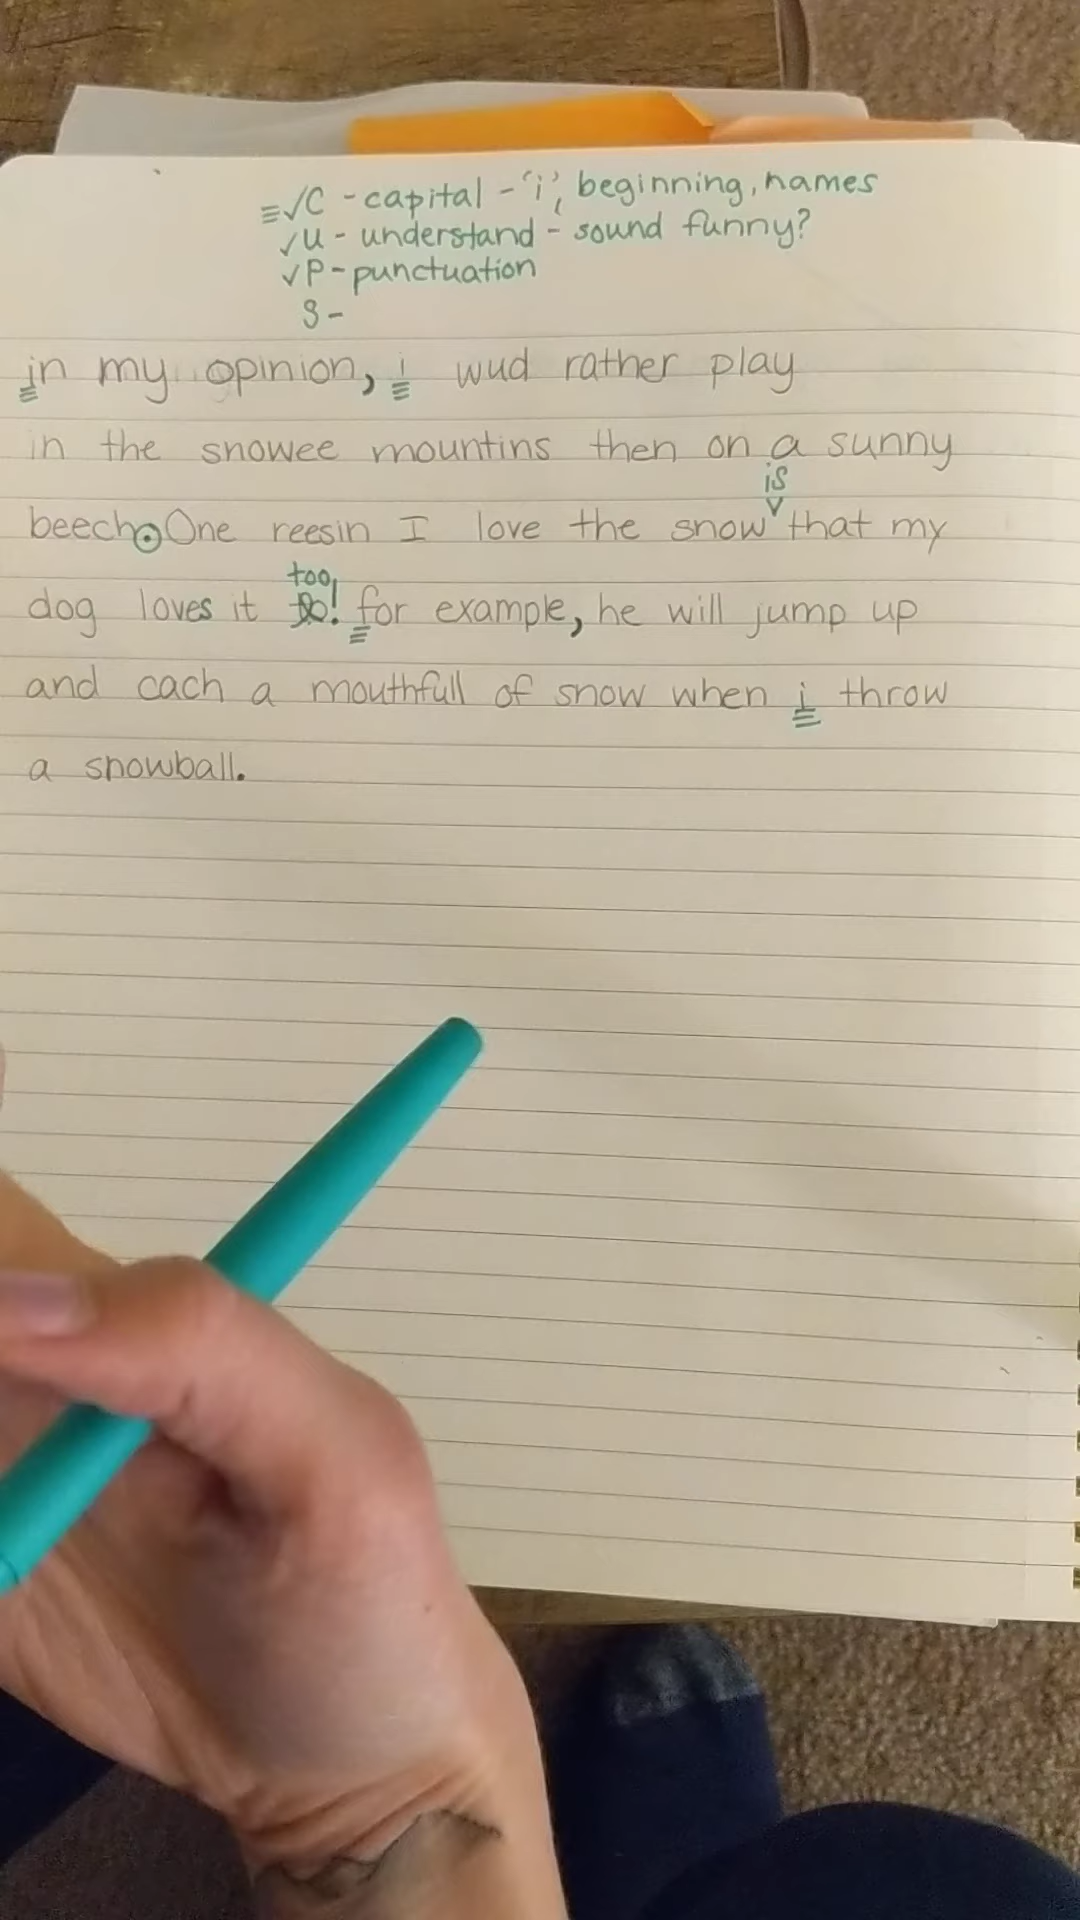 ≡✓C - capital - 'i', beginning, names
✓U - understand - sound funny?
✓P - punctuation
S -
in my opinion, i wud rather play
in the snowee mountins then on a sunny
is
beech. One reesin I love the snow that my
too
dog loves it to! for example, he will jump up
and cach a mouthfull of snow when i throw
a snowball.